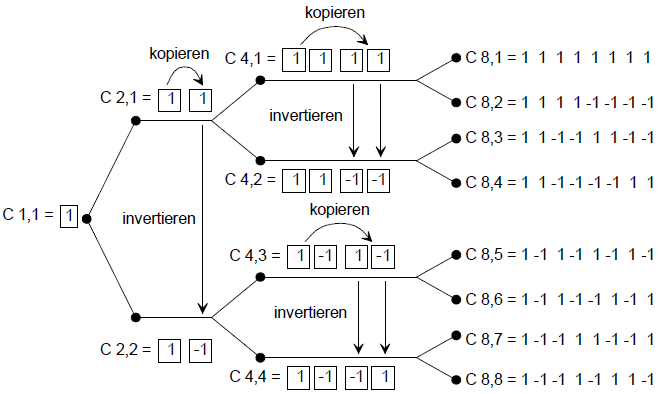 kopieren
kopieren
C 4,1 = 1 1 1 1
C 8,1 = 1 1 1 1 1 1 1 1
C 2,1 = 1 1
C 8,2 = 1 1 1 1 -1 -1 -1 -1
invertieren
C 8,3 = 1 1 -1 -1 1 1 -1 -1
C 4,2 = 1 1 -1 -1
C 8,4 = 1 1 -1 -1 -1 -1 1 1
C 1,1 = 1
invertieren
kopieren
C 4,3 = 1 -1 1 -1
C 8,5 = 1 -1 1 -1 1 -1 1 -1
C 8,6 = 1 -1 1 -1 -1 1 -1 1
invertieren
C 8,7 = 1 -1 -1 1 1 -1 -1 1
C 2,2 = 1 -1
C 4,4 = 1 -1 -1 1
C 8,8 = 1 -1 -1 1 -1 1 1 -1